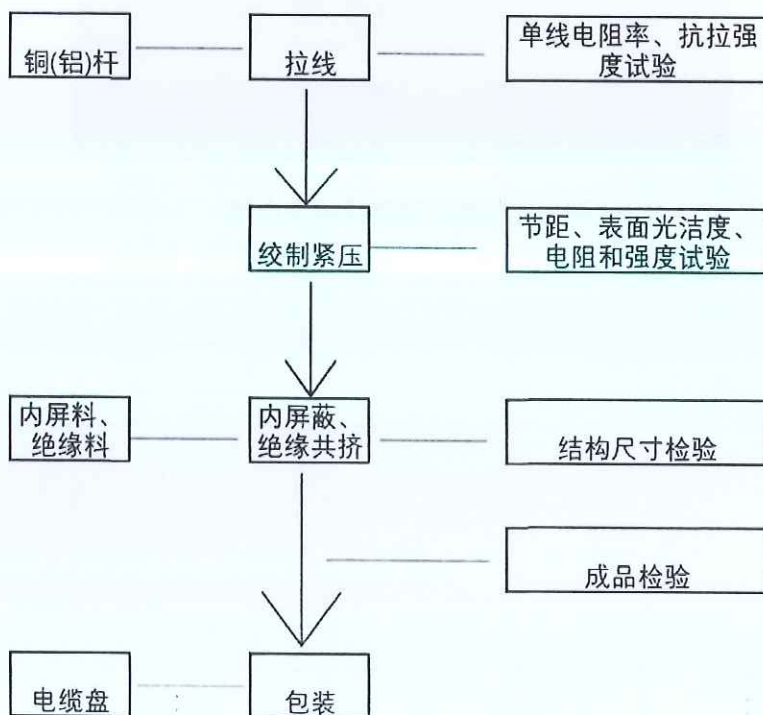 铜(铝)杆
拉线
单线电阻率、抗拉强
度试验
绞制紧压
节距、表面光洁度、
电阻和强度试验
内屏料、
绝缘料
内屏蔽、
绝缘共挤
结构尺寸检验
成品检验
电缆盘
包装